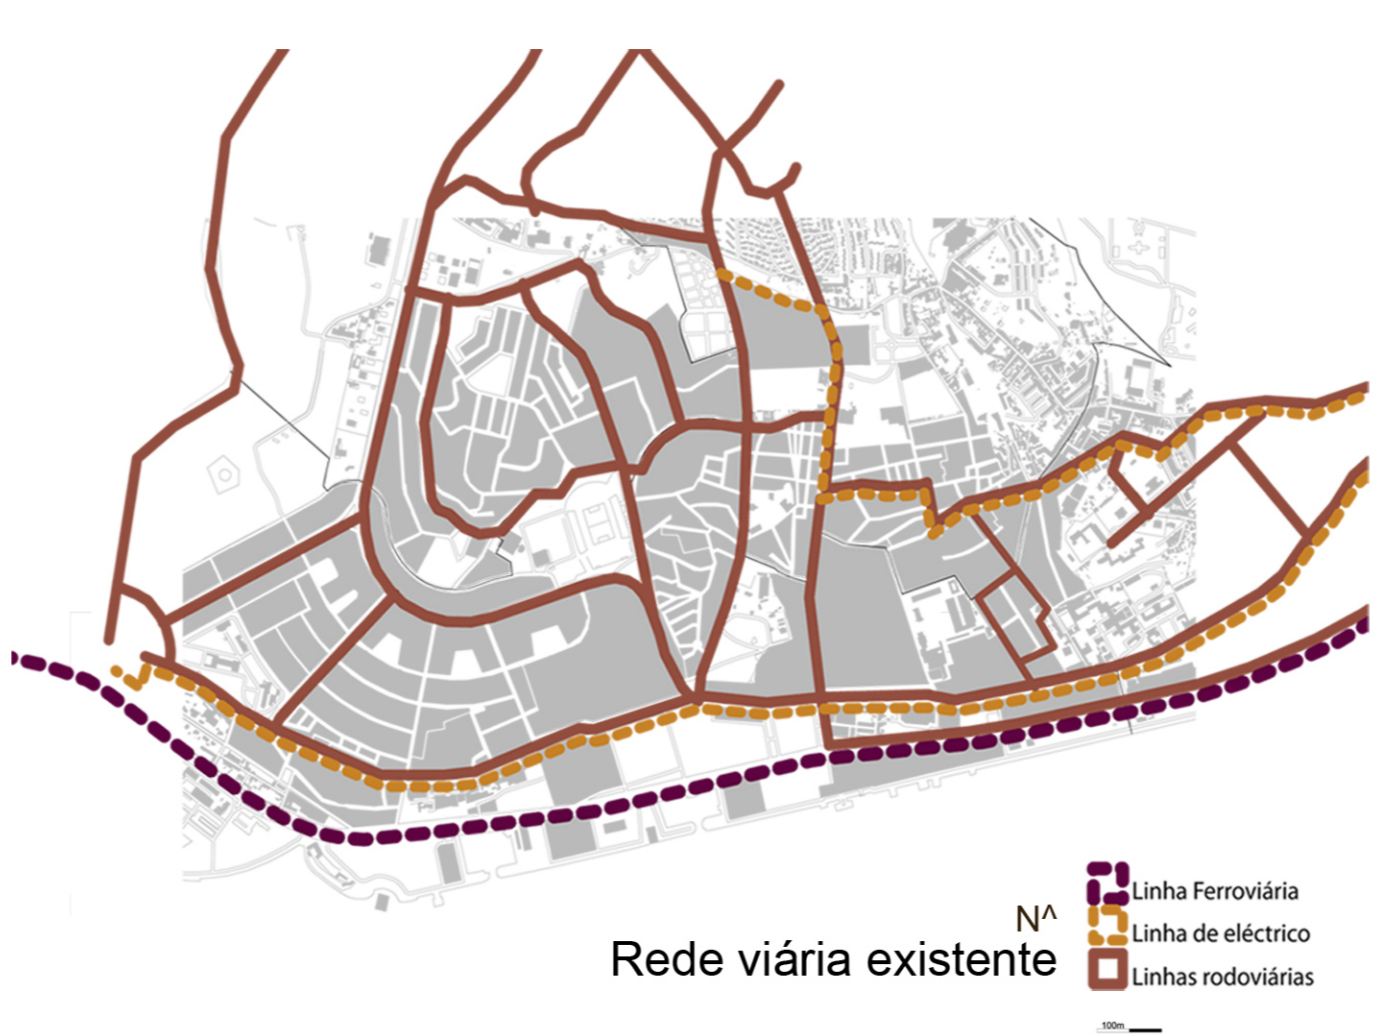 N^
Rede viária existente
Linha Ferroviária
Linha de eléctrico
Linhas rodoviárias
100m